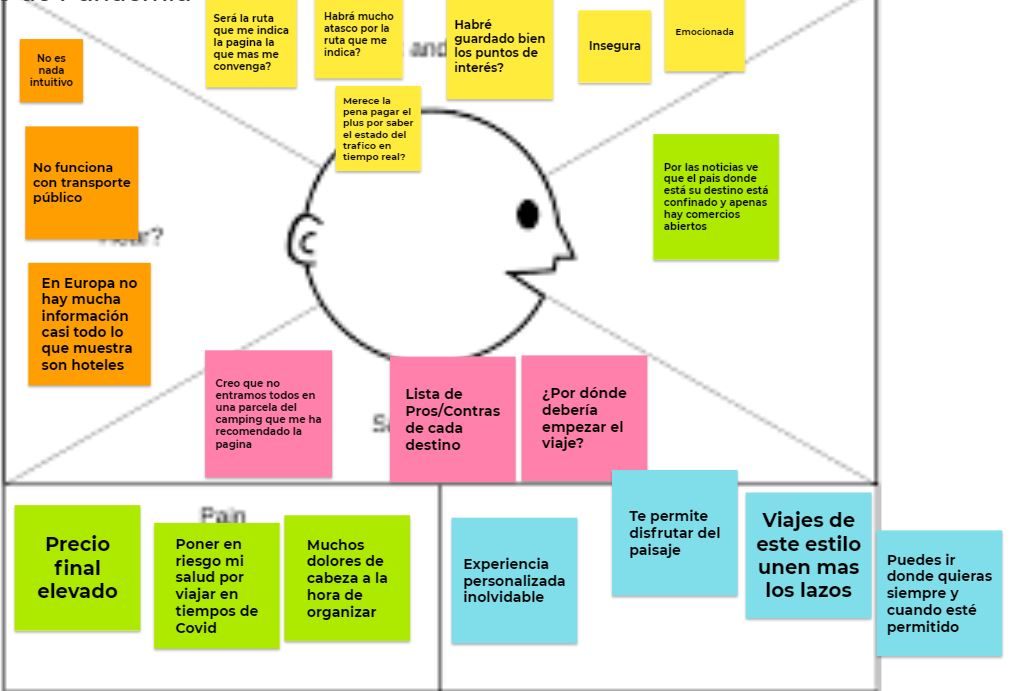 Será la ruta
que me indica
la pagina la
que mas me
convenga?
Habrá mucho
atasco por la
ruta que me
indica?
Habré
guardado bien
los puntos de
interés?
Insegura
Emocionada
and
Merece la
pena pagar el
plus por saber
el estado del
trafico en
tiempo real?
No es
nada
intuitivo
No funciona
con transporte
público
En Europa no
hay mucha
información
casi todo lo
que muestra
son hoteles
Por las noticias ve
que el pais donde
está su destino está
confinado y apenas
hay comercios
abiertos
Creo que no
entramos todos en
una parcela del
camping que me ha
recomendado la
pagina
Lista de
Pros/Contras
de cada
destino
¿Por dónde
debería
empezar el
viaje?
Pain
Precio
final
elevado
Poner en
riesgo mi
salud por
viajar en
tiempos de
Covid
Muchos
dolores de
cabeza a la
hora de
organizar
Experiencia
personalizada
inolvidable
Te permite
disfrutar del
paisaje
Viajes de
este estilo
unen mas
los lazos
Puedes ir
donde quieras
siempre y
cuando esté
permitido